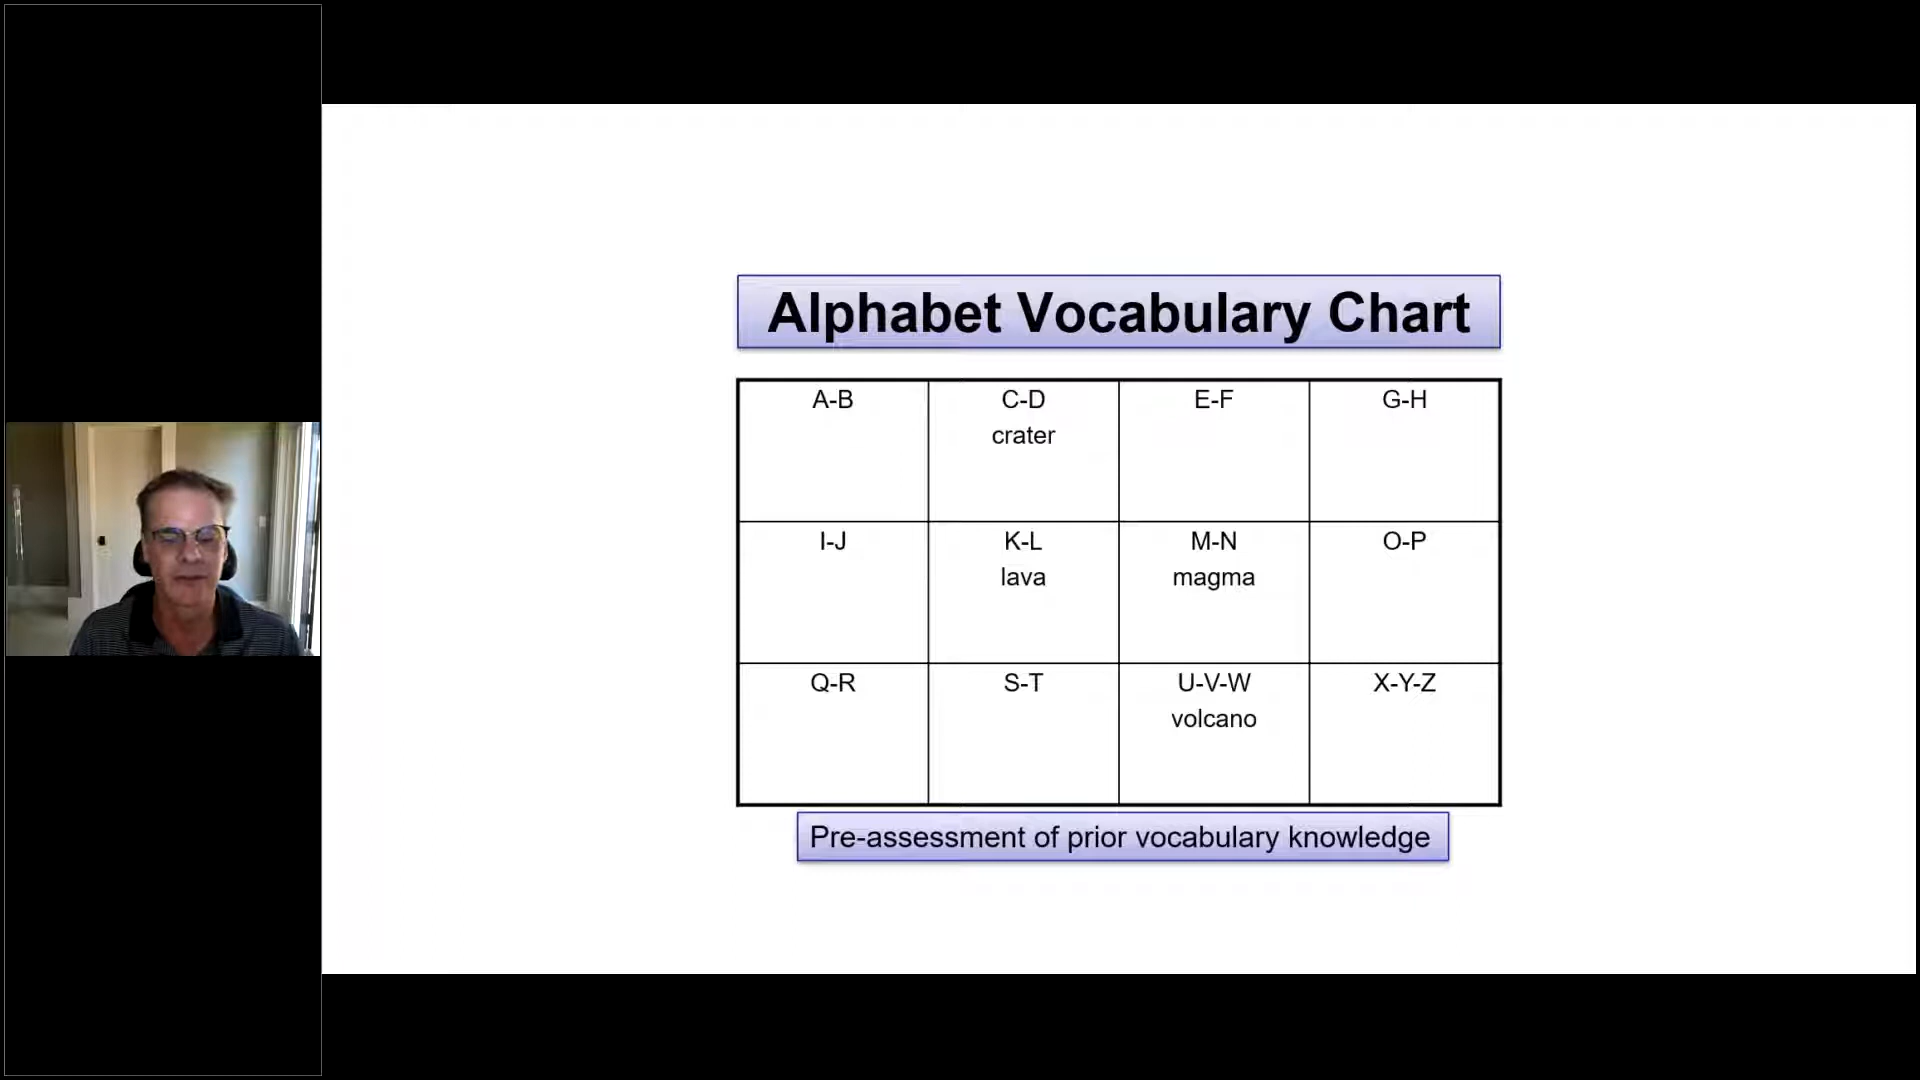 Alphabet Vocabulary Chart
A-B
C-D
crater
E-F
G-H
I-J
K-L
lava
M-N
magma
O-P
Q-R
S-T
U-V-W
volcano
X-Y-Z
Pre-assessment of prior vocabulary knowledge